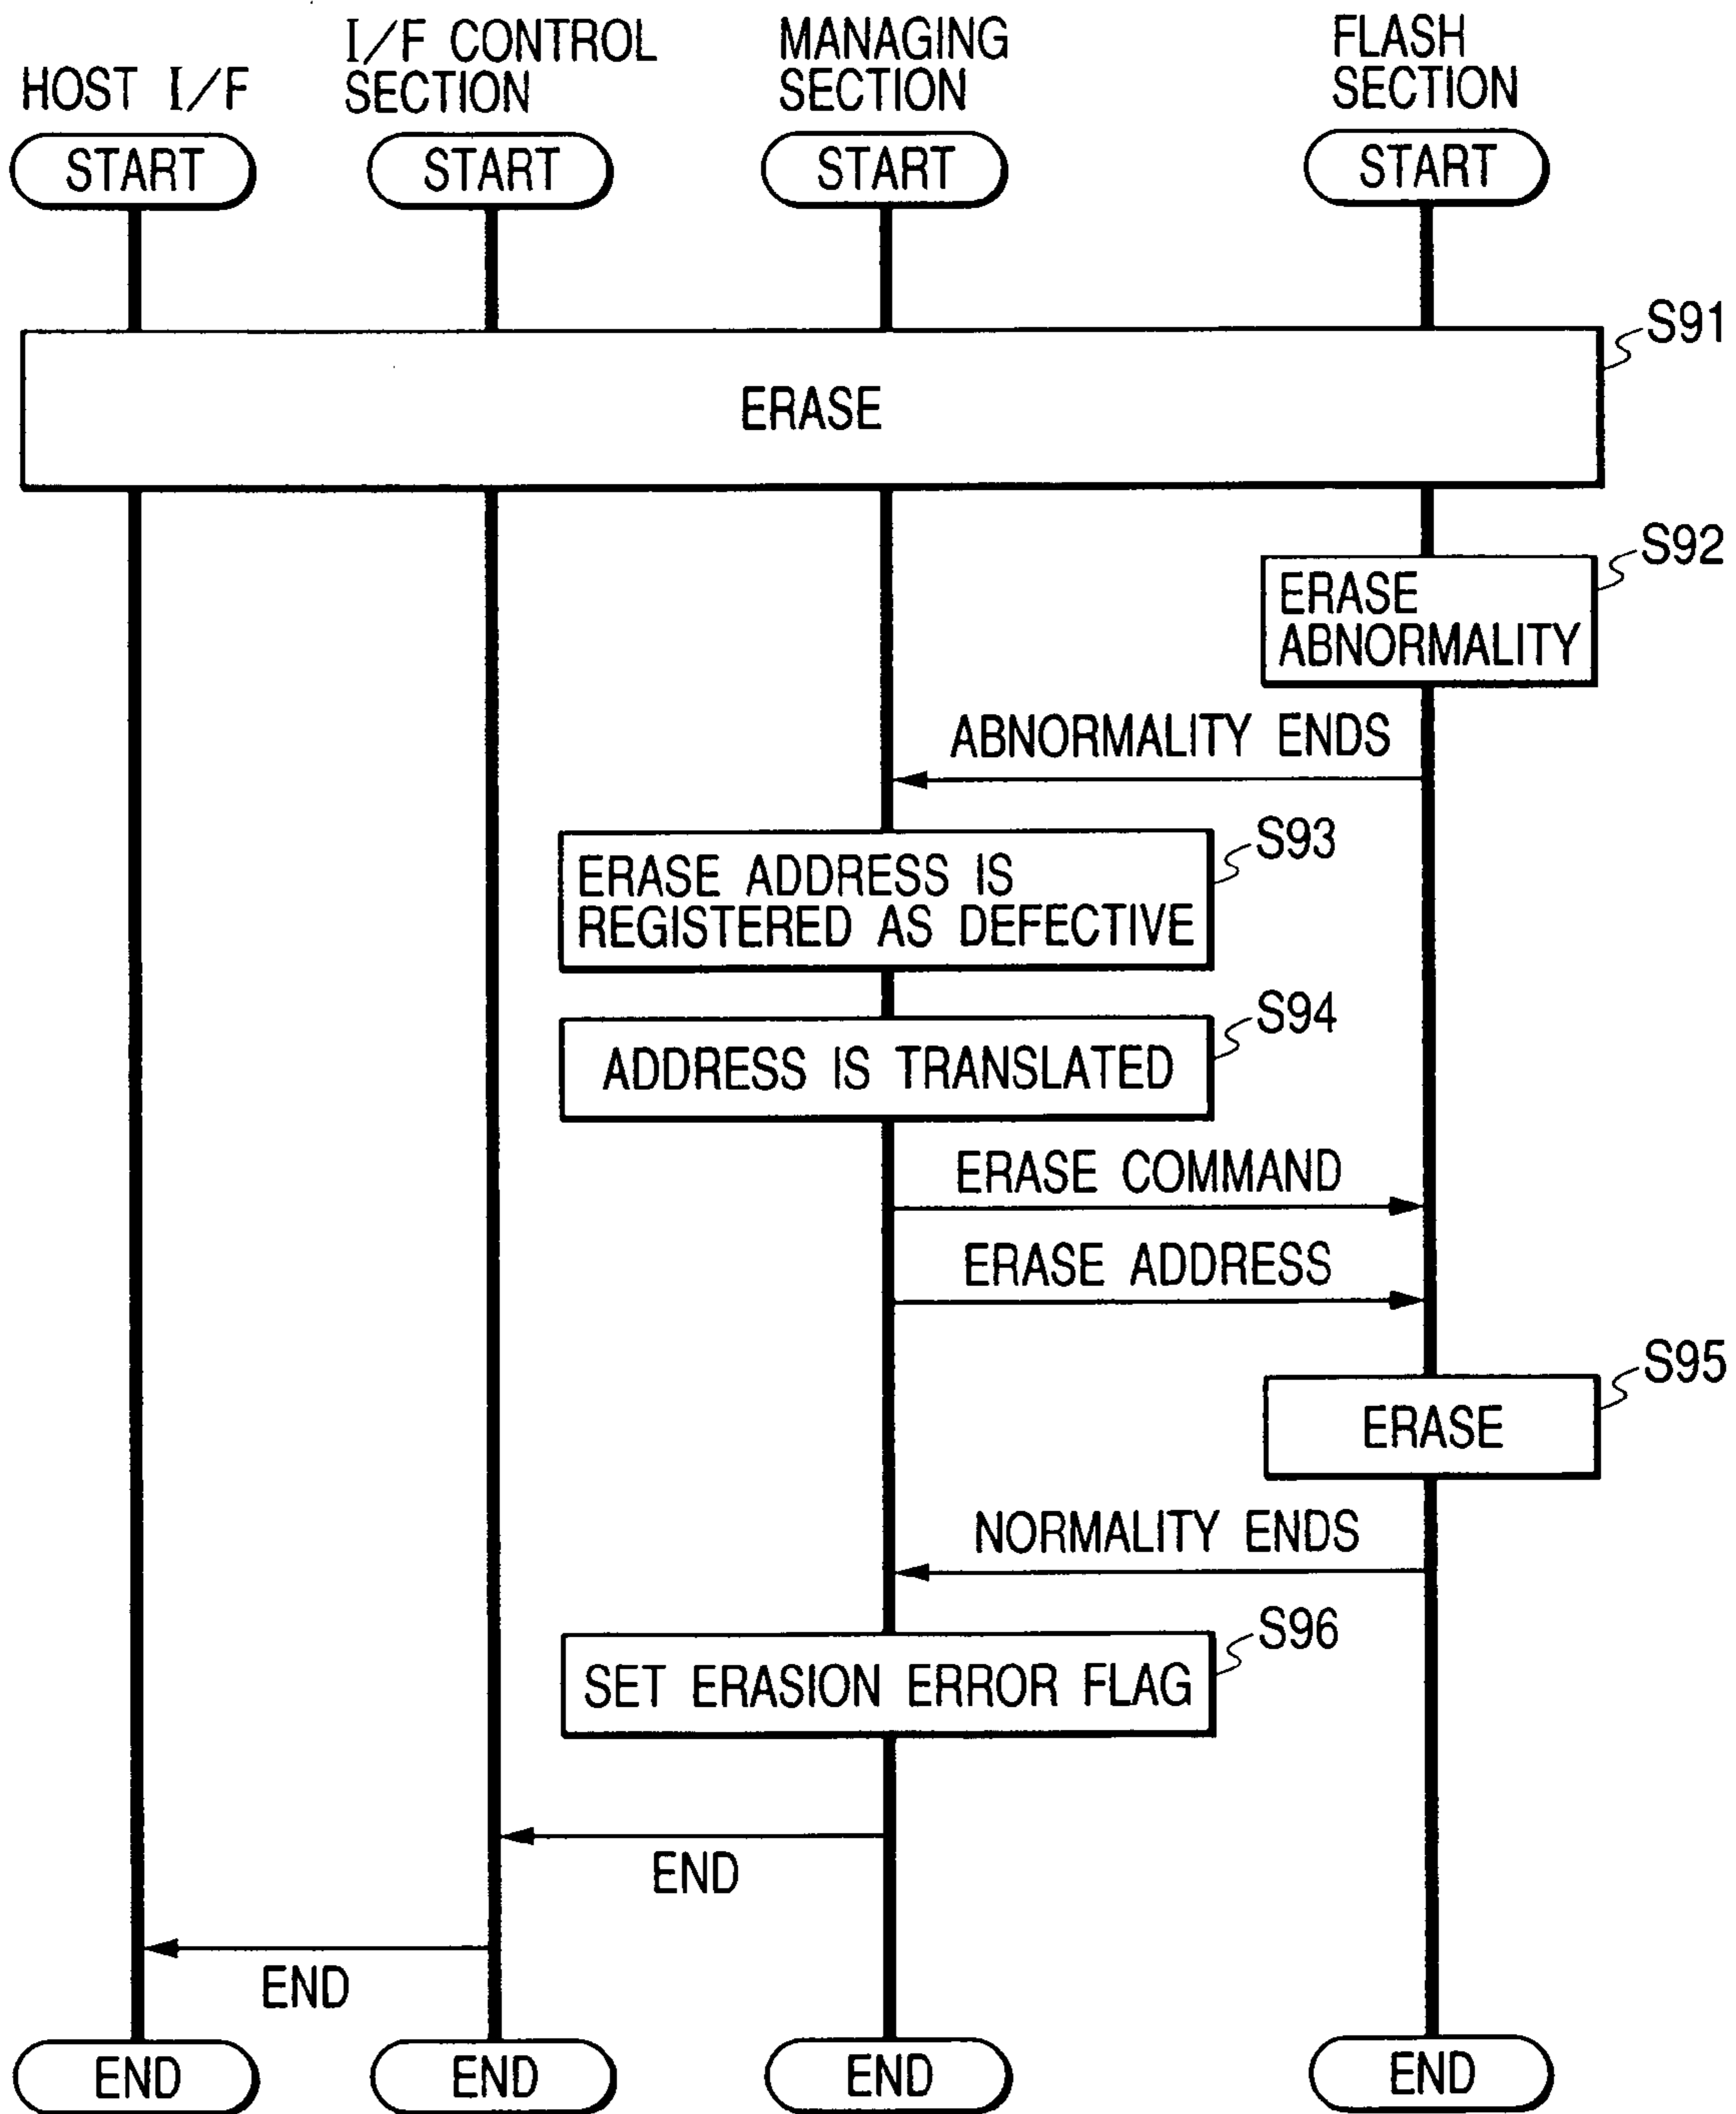 HOST I/F
I/F CONTROL
SECTION
MANAGING
SECTION
FLASH
SECTION
START
START
START
START
S91
ERASE
S92
ERASE
ABNORMALITY
ABNORMALITY ENDS
S93
ERASE ADDRESS IS
REGISTERED AS DEFECTIVE
S94
ADDRESS IS TRANSLATED
ERASE COMMAND
ERASE ADDRESS
S95
ERASE
NORMALITY ENDS
S96
SET ERASION ERROR FLAG
END
END
END
END
END
END